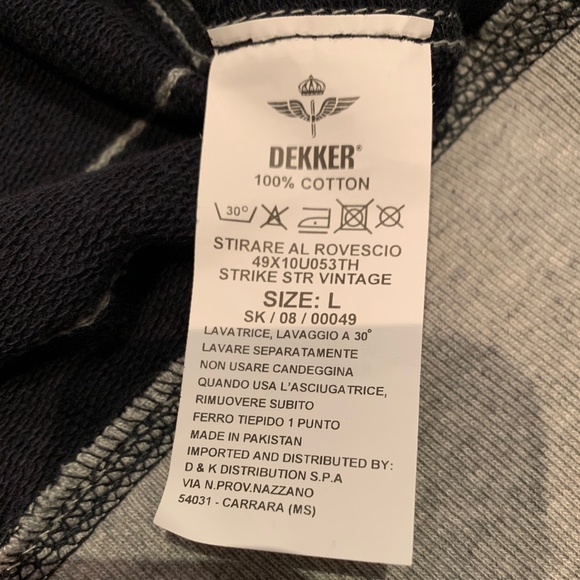 DEKKER®
100% COTTON
30°
STIRARE AL ROVESCIO
49X10U053TH
STRIKE STR VINTAGE
SIZE: L
SK / 08 / 00049
LAVATRICE, LAVAGGIO A 30°
LAVARE SEPARATAMENTE
NON USARE CANDEGGINA
QUANDO USA L'ASCIUGATRICE,
RIMUOVERE SUBITO
FERRO TIEPIDO 1 PUNTO
MADE IN PAKISTAN
IMPORTED AND DISTRIBUTED BY:
D & K DISTRIBUTION S.P.A
VIA N.PROV.NAZZANO
54031 - CARRARA (MS)